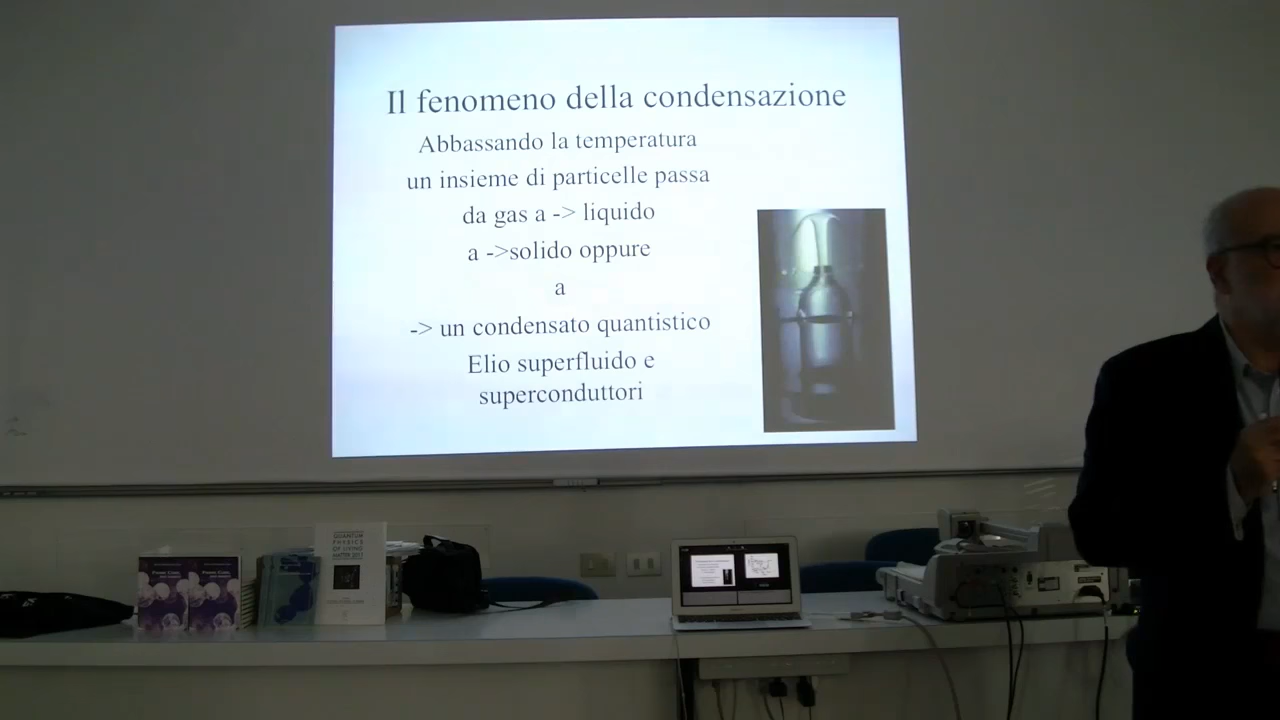 Il fenomeno della condensazione
Abbassando la temperatura
un insieme di particelle passa
da gas a -> liquido
a ->solido oppure
a
-> un condensato quantistico
Elio superfluido e
superconduttori
QUANTUM
PHYSICS
OF LIVING
MATTER 2017